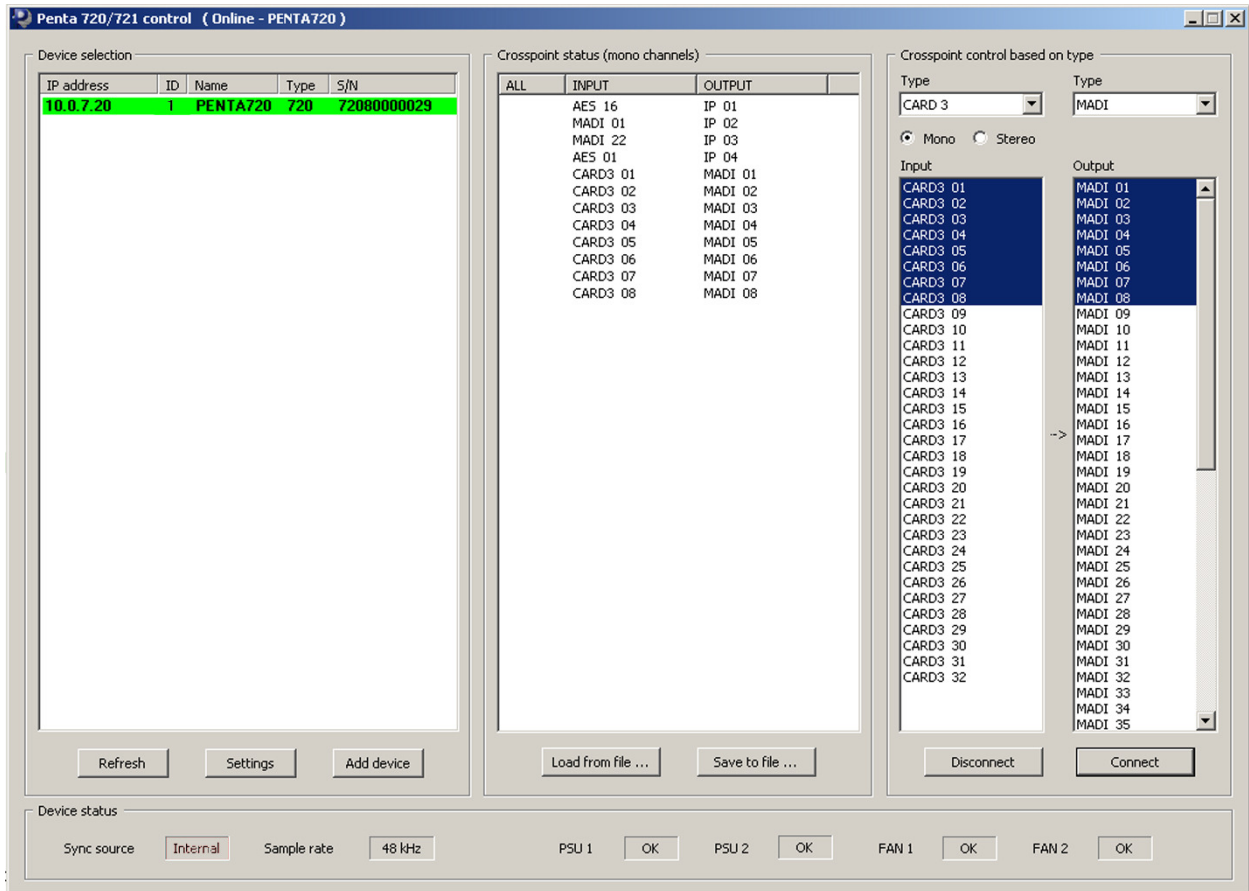 Penta 720/721 control ( Online - PENTA720 )
Device selection
IP address ID Name Type S/N
10.0.7.20 1 PENTA720 720 72080000029
Refresh Settings Add device
Crosspoint status (mono channels)
ALL INPUT OUTPUT
AES 16 IP 01
MADI 01 IP 02
MADI 22 IP 03
AES 01 IP 04
CARD3 01 MADI 01
CARD3 02 MADI 02
CARD3 03 MADI 03
CARD3 04 MADI 04
CARD3 05 MADI 05
CARD3 06 MADI 06
CARD3 07 MADI 07
CARD3 08 MADI 08
Load from file ... Save to file ...
Crosspoint control based on type
Type Type
CARD 3 MADI
Mono Stereo
Input Output
CARD3 01 MADI 01
CARD3 02 MADI 02
CARD3 03 MADI 03
CARD3 04 MADI 04
CARD3 05 MADI 05
CARD3 06 MADI 06
CARD3 07 MADI 07
CARD3 08 MADI 08
CARD3 09 MADI 09
CARD3 10 MADI 10
CARD3 11 MADI 11
CARD3 12 MADI 12
CARD3 13 MADI 13
CARD3 14 MADI 14
CARD3 15 MADI 15
CARD3 16 MADI 16
CARD3 17 -> MADI 17
CARD3 18 MADI 18
CARD3 19 MADI 19
CARD3 20 MADI 20
CARD3 21 MADI 21
CARD3 22 MADI 22
CARD3 23 MADI 23
CARD3 24 MADI 24
CARD3 25 MADI 25
CARD3 26 MADI 26
CARD3 27 MADI 27
CARD3 28 MADI 28
CARD3 29 MADI 29
CARD3 30 MADI 30
CARD3 31 MADI 31
CARD3 32 MADI 32
MADI 33
MADI 34
MADI 35
Disconnect Connect
Device status
Sync source Internal Sample rate 48 kHz PSU 1 OK PSU 2 OK FAN 1 OK FAN 2 OK